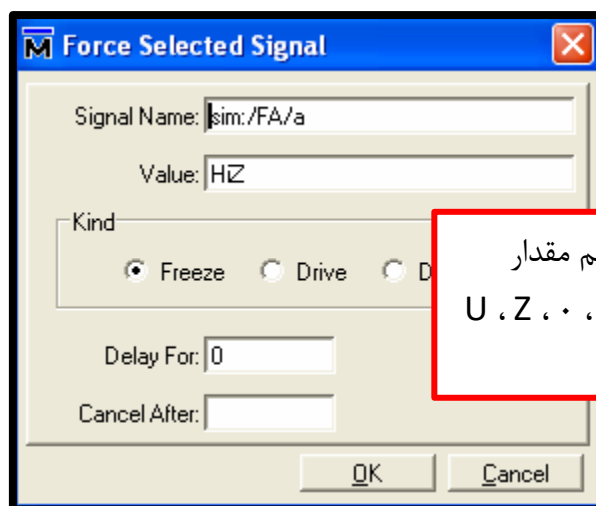 Force Selected Signal
Signal Name: sim:/FA/a
Value: HiZ
Kind
Freeze Drive D
م مقدار
U ، Z ، ۰ ،
Delay For: 0
Cancel After:
OK Cancel